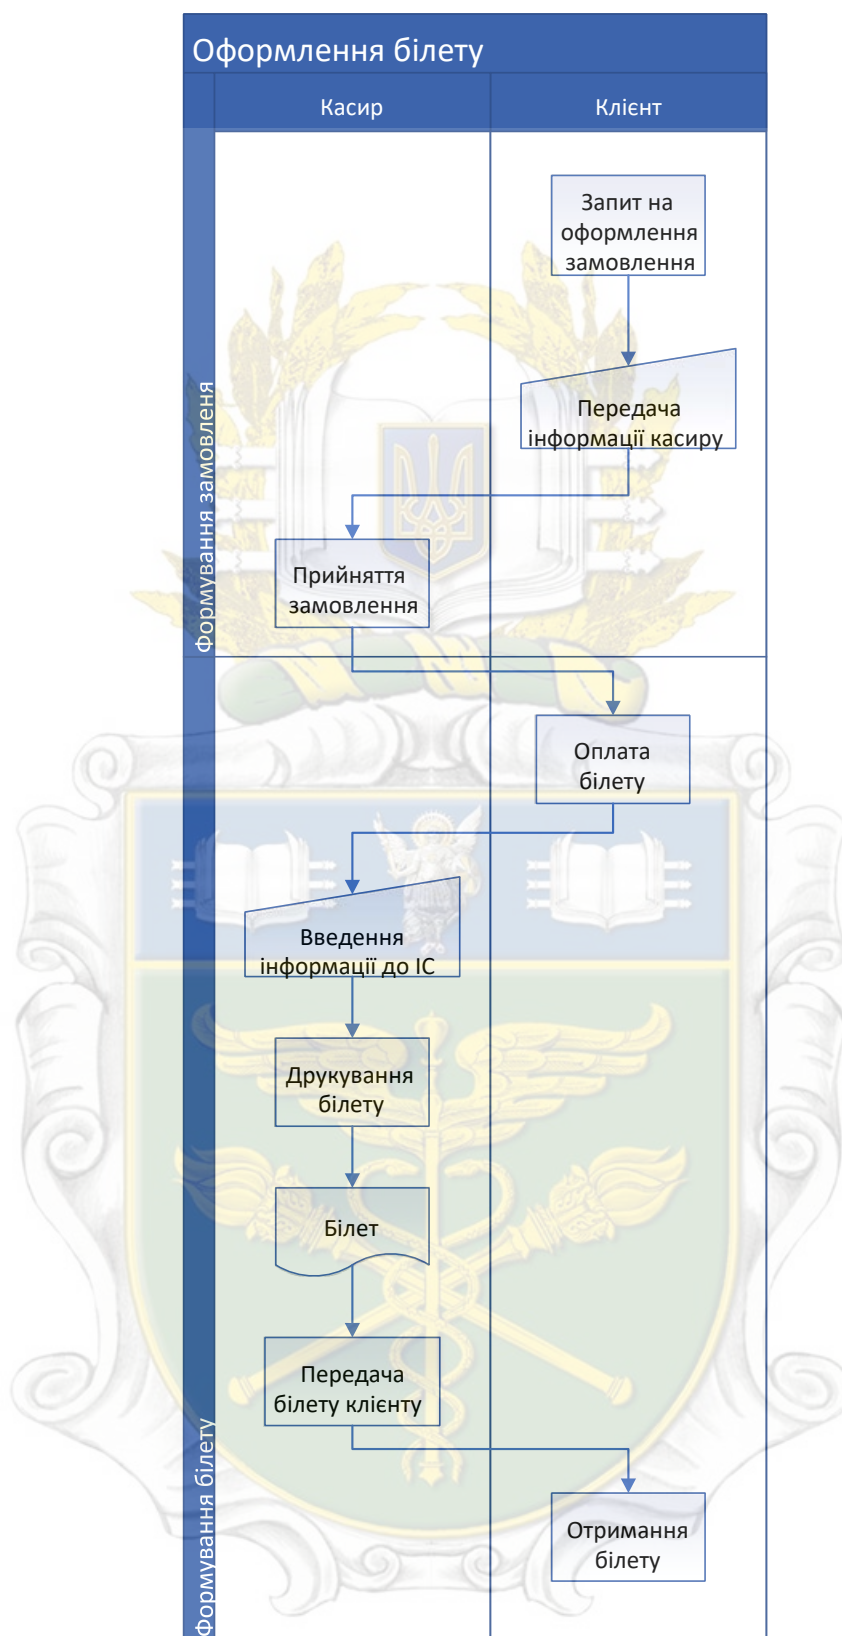 Оформлення білету
Касир
Клієнт
Формування замовленя
Запит на
оформлення
замовлення
Передача
інформації касиру
Прийняття
замовлення
Формування білету
Оплата
білету
Введення
інформації до ІС
Друкування
білету
Білет
Передача
білету клієнту
Отримання
білету